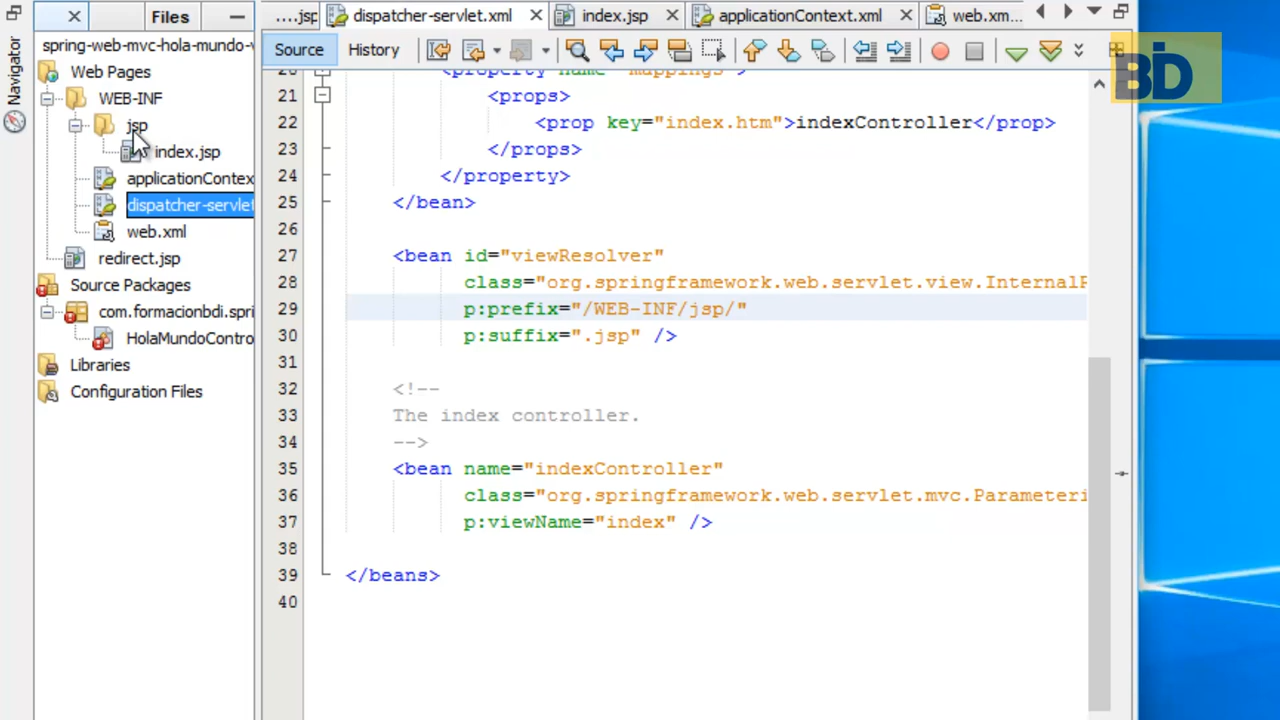 Files
....jsp
dispatcher-servlet.xml
index.jsp
applicationContext.xml
web.xm...
Navigator
spring-web-mvc-hola-mundo-
Web Pages
WEB-INF
jsp
index.jsp
applicationContex
dispatcher-servlet
web.xml
redirect.jsp
Source Packages
com.formacionbdi.spri
HolaMundoContro
Libraries
Configuration Files
Source
History
BDI
21 <props>
22 <prop key="index.htm">indexController</prop>
23 </props>
24 </property>
25 </bean>
26
27 <bean id="viewResolver"
28 class="org.springframework.web.servlet.view.InternalR
29 p:prefix="/WEB-INF/jsp/"
30 p:suffix=".jsp" />
31
32 <!--
33 The index controller.
34 -->
35 <bean name="indexController"
36 class="org.springframework.web.servlet.mvc.Parameteri
37 p:viewName="index" />
38
39 </beans>
40